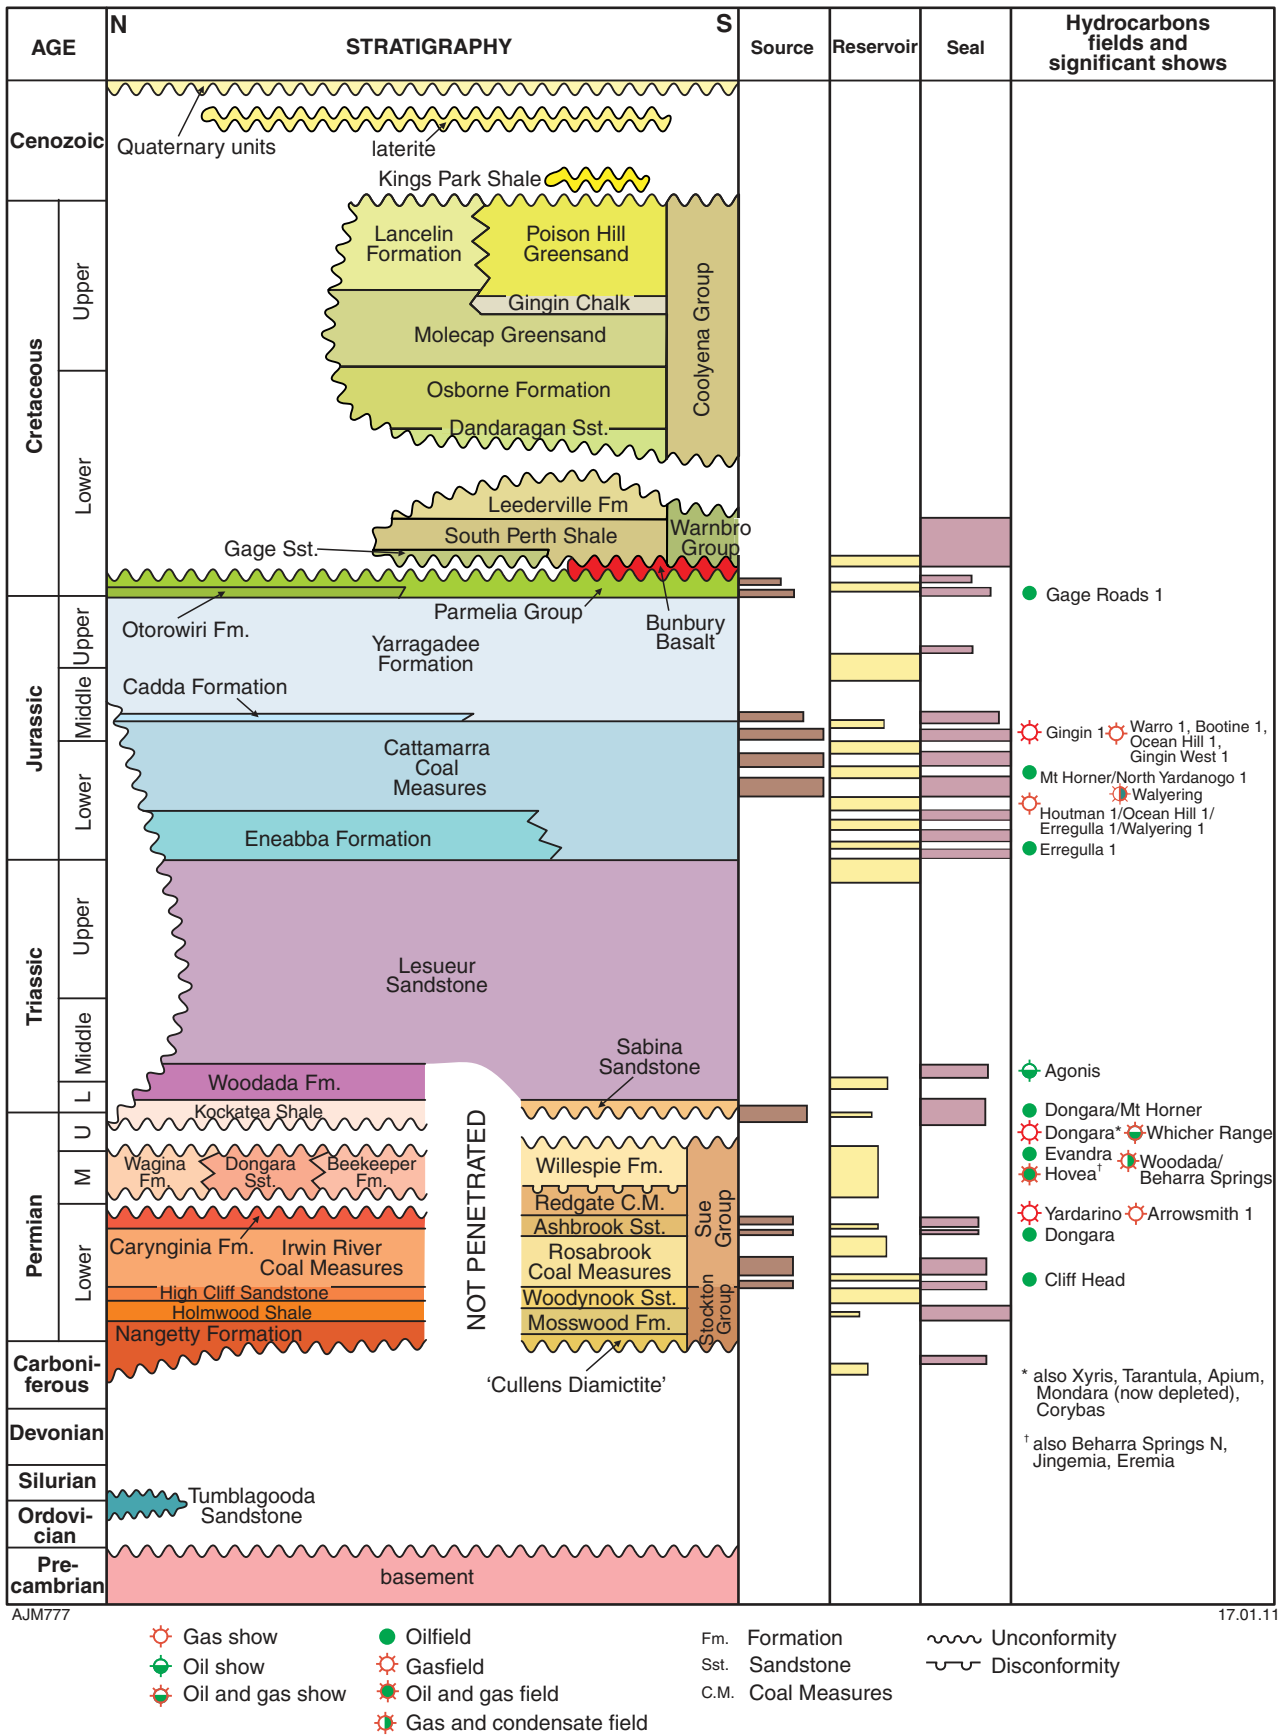 AGE
N
STRATIGRAPHY
S
Source
Reservoir
Seal
Hydrocarbons
fields and
significant shows
Cenozoic
Quaternary units
laterite
Kings Park Shale
Cretaceous
Upper
Lower
Lancelin
Formation
Poison Hill
Greensand
Gingin Chalk
Molecap Greensand
Osborne Formation
Dandaragan Sst.
Coolyena Group
Leederville Fm
South Perth Shale
Gage Sst.
Warnbro
Group
Otorowiri Fm.
Parmelia Group
Bunbury
Basalt
Gage Roads 1
Jurassic
Upper
Middle
Lower
Yarragadee
Formation
Cadda Formation
Cattamarra
Coal
Measures
Eneabba Formation
Gingin 1
Warro 1, Bootine 1,
Ocean Hill 1,
Gingin West 1
Mt Horner/North Yardanogo 1
Walyering
Houtman 1/Ocean Hill 1/
Erregulla 1/Walyering 1
Erregulla 1
Triassic
Upper
Middle
L
Lesueur
Sandstone
Sabina
Sandstone
Woodada Fm.
Kockatea Shale
Agonis
Dongara/Mt Horner
Permian
U
M
Lower
Wagina
Fm.
Dongara
Sst.
Beekeeper
Fm.
Carynginia Fm.
Irwin River
Coal Measures
High Cliff Sandstone
Holmwood Shale
Nangetty Formation
NOT PENETRATED
Willespie Fm.
Redgate C.M.
Ashbrook Sst.
Rosabrook
Coal Measures
Woodynook Sst.
Mosswood Fm.
'Cullens Diamictite'
Sue
Group
Stockton
Group
Dongara*
Whicher Range
Evandra
Hovea†
Woodada/
Beharra Springs
Yardarino
Arrowsmith 1
Dongara
Cliff Head
Carboni-
ferous
* also Xyris, Tarantula, Apium,
Mondara (now depleted),
Corybas
† also Beharra Springs N,
Jingemia, Eremia
Devonian
Silurian
Ordovi-
cian
Tumblagooda
Sandstone
Pre-
cambrian
basement
AJM777
17.01.11
Gas show
Oil show
Oil and gas show
Oilfield
Gasfield
Oil and gas field
Gas and condensate field
Fm. Formation
Sst. Sandstone
C.M. Coal Measures
Unconformity
Disconformity